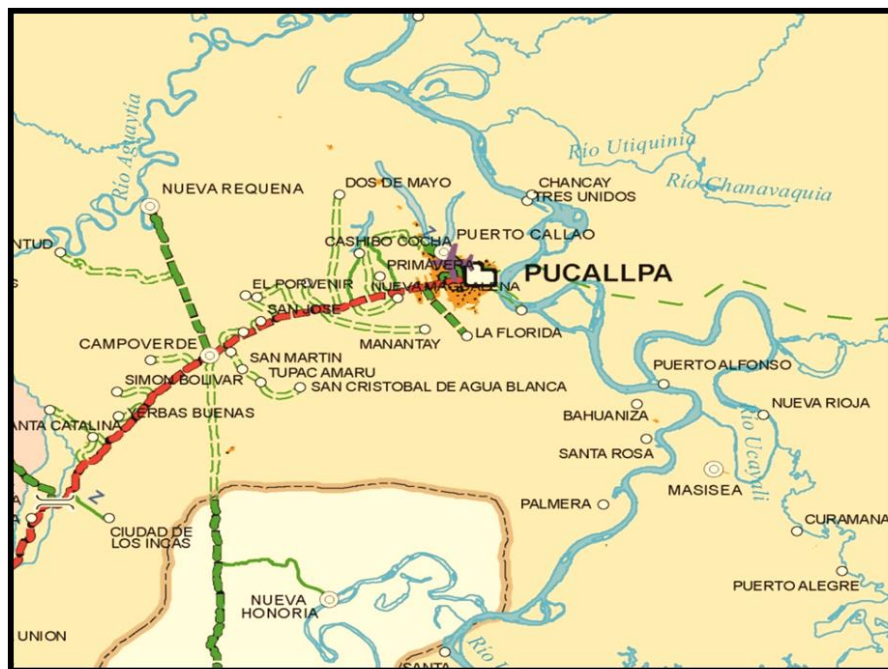 Río Aguaytía
Río Utiquinia
Río Chanavaquia
NUEVA REQUENA
DOS DE MAYO
CHANCAY
TRES UNIDOS
PUERTO CALLAO
CASHIBO COCHA
PRIMAVERA
PUCALLPA
EL PORVENIR
NUEVA MAGDALENA
SAN JOSE
LA FLORIDA
MANANTAY
CAMPOVERDE
SAN MARTIN
TUPAC AMARU
SIMON BOLIVAR
SAN CRISTOBAL DE AGUA BLANCA
YERBAS BUENAS
ANTA CATALINA
PUERTO ALFONSO
BAHUANIZA
NUEVA RIOJA
SANTA ROSA
Río Ucayali
MASISEA
PALMERA
CURAMANA
CIUDAD DE
LOS INCAS
PUERTO ALEGRE
NUEVA
HONORIA
UNION
SANTA